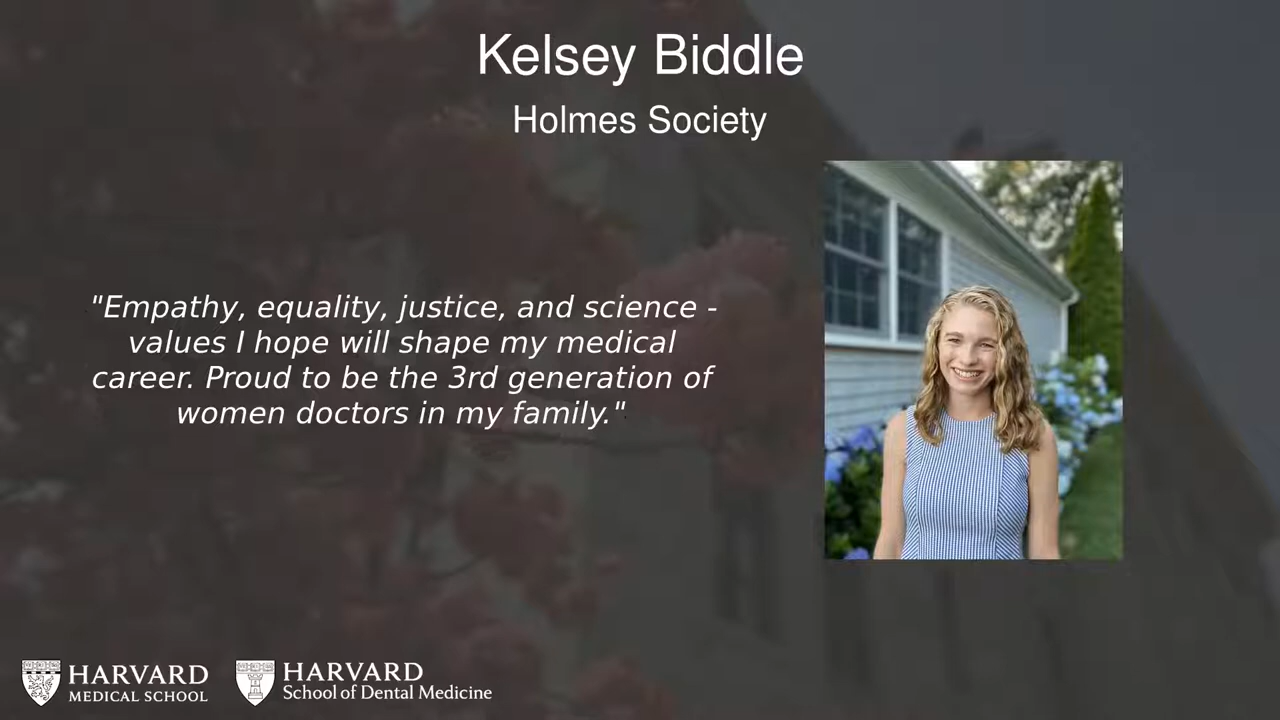 Kelsey Biddle
Holmes Society
"Empathy, equality, justice, and science -
values I hope will shape my medical
career. Proud to be the 3rd generation of
women doctors in my family."
HARVARD
MEDICAL SCHOOL
HARVARD
School of Dental Medicine